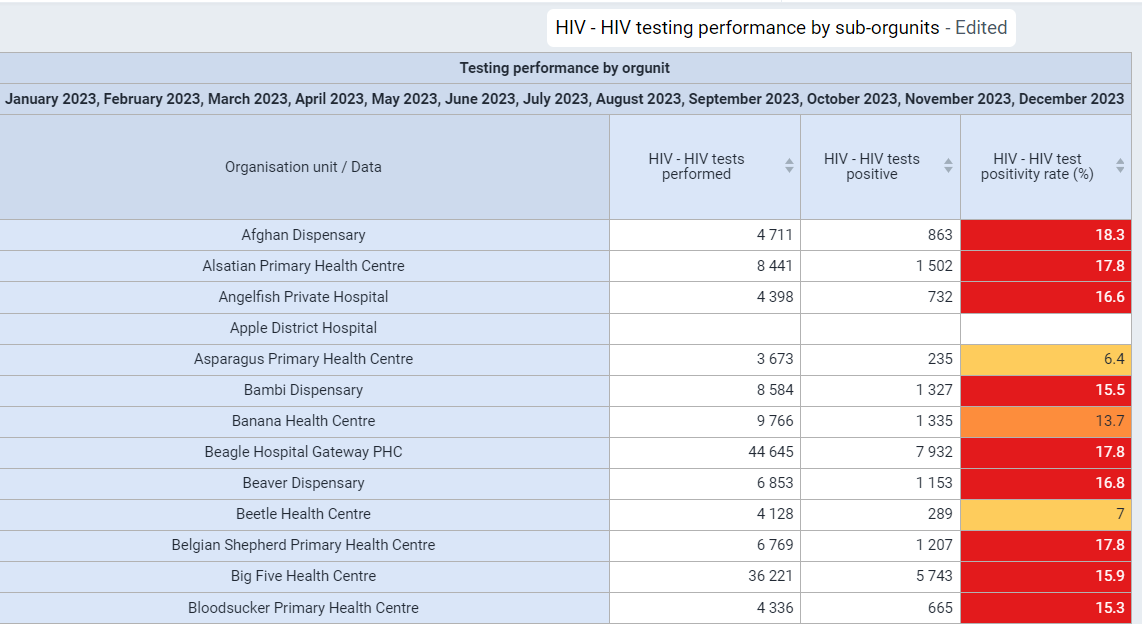 HIV - HIV testing performance by sub-orgunits - Edited
Testing performance by orgunit
January 2023, February 2023, March 2023, April 2023, May 2023, June 2023, July 2023, August 2023, September 2023, October 2023, November 2023, December 2023
Organisation unit / Data
HIV - HIV tests
performed
HIV - HIV tests
positive
HIV - HIV test
positivity rate (%)
Afghan Dispensary 4 711 863 18.3
Alsatian Primary Health Centre 8 441 1 502 17.8
Angelfish Private Hospital 4 398 732 16.6
Apple District Hospital
Asparagus Primary Health Centre 3 673 235 6.4
Bambi Dispensary 8 584 1 327 15.5
Banana Health Centre 9 766 1 335 13.7
Beagle Hospital Gateway PHC 44 645 7 932 17.8
Beaver Dispensary 6 853 1 153 16.8
Beetle Health Centre 4 128 289 7
Belgian Shepherd Primary Health Centre 6 769 1 207 17.8
Big Five Health Centre 36 221 5 743 15.9
Bloodsucker Primary Health Centre 4 336 665 15.3